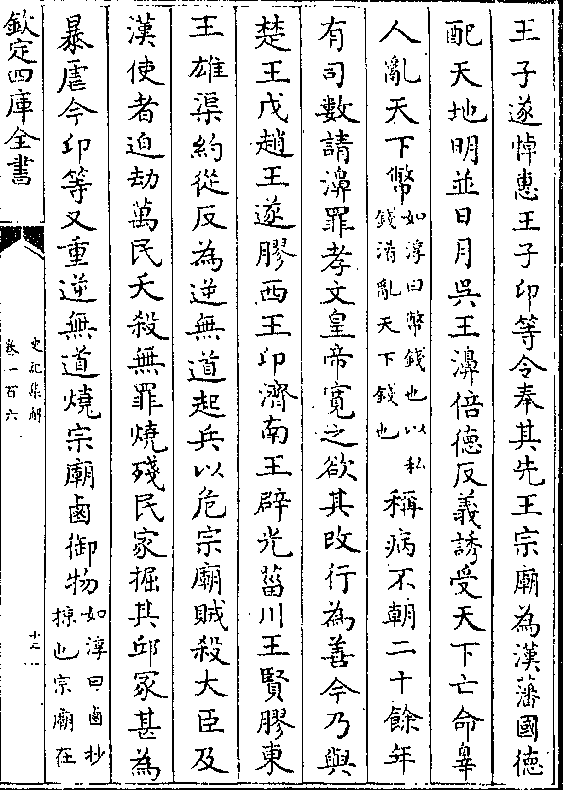 王子遂悼惠王子卬等令奉其先王宗廟為漢藩國德
配天地明並日月吳王濞倍德反義誘受天下亡命辠
人亂天下幣如淳曰幣錢也以私錢淆亂天下錢也稱病不朝二十餘年
有司數請濞罪孝文皇帝寛之欲其改行為善今乃與
楚王戊趙王遂膠西王卬濟南王辟光菑川王賢膠東
王雄渠約從反為逆無道起兵以危宗廟賊殺大臣及
漢使者迫劫萬民夭殺無罪燒殘民家掘其邱冢甚為
暴虐今卬等又重逆無道燒宗廟鹵御物如淳曰鹵抄掠也宗廟在
欽定四庫全書
史記集解
卷一百六